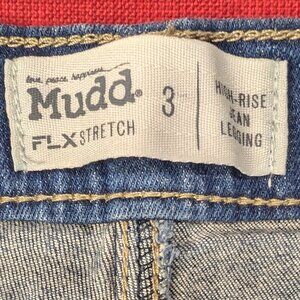 love, peace, happiness...
Mudd®
FLX STRETCH
3
HIGH-RISE
JEAN
LEGGING